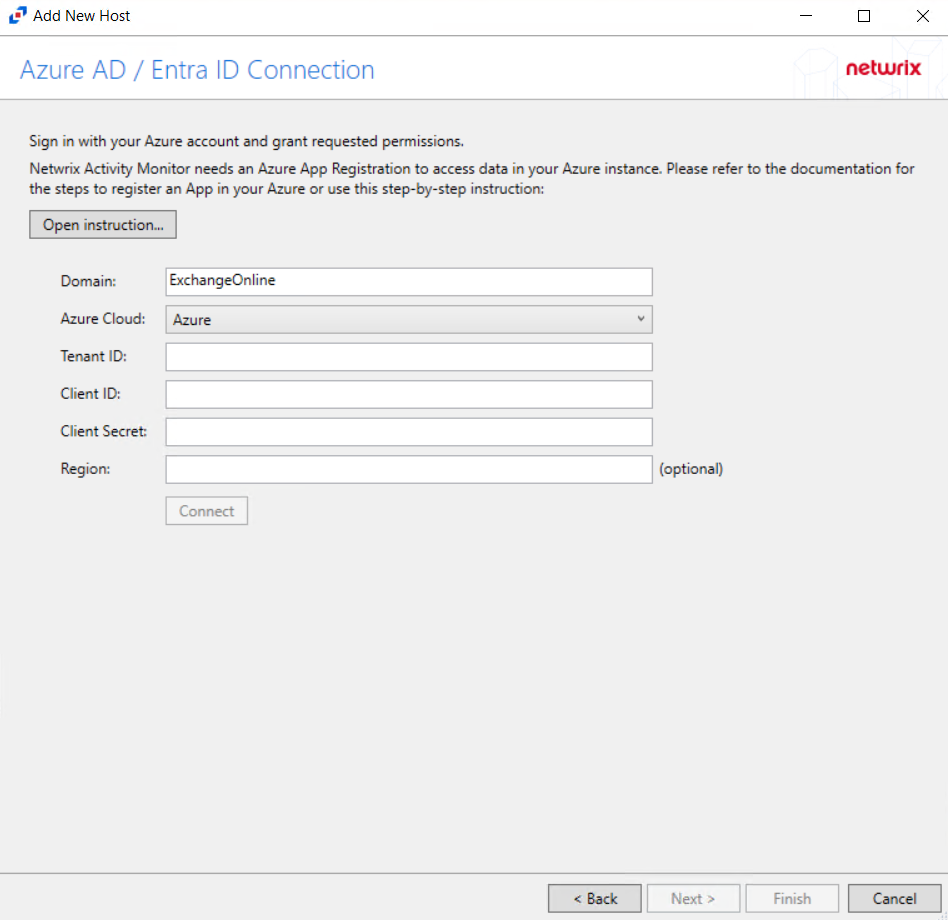 Add New Host
Azure AD / Entra ID Connection
netwrix
Sign in with your Azure account and grant requested permissions.
Netwrix Activity Monitor needs an Azure App Registration to access data in your Azure instance. Please refer to the documentation for
the steps to register an App in your Azure or use this step-by-step instruction:
Open instruction...
Domain: ExchangeOnline
Azure Cloud: Azure
Tenant ID:
Client ID:
Client Secret:
Region: (optional)
Connect
< Back Next > Finish Cancel